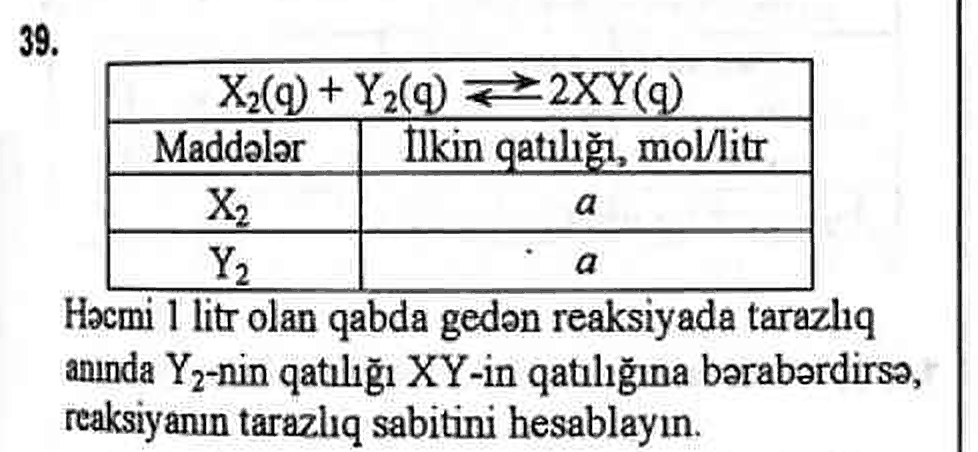 39.
X₂(q) + Y₂(q) ⇄ 2XY(q)
Maddələr İlkin qatılığı, mol/litr
X₂ a
Y₂ a
Həcmi 1 litr olan qabda gedən reaksiyada tarazlıq
anında Y₂-nin qatılığı XY-in qatılığına bərabərdirsə,
reaksiyanın tarazlıq sabitini hesablayın.